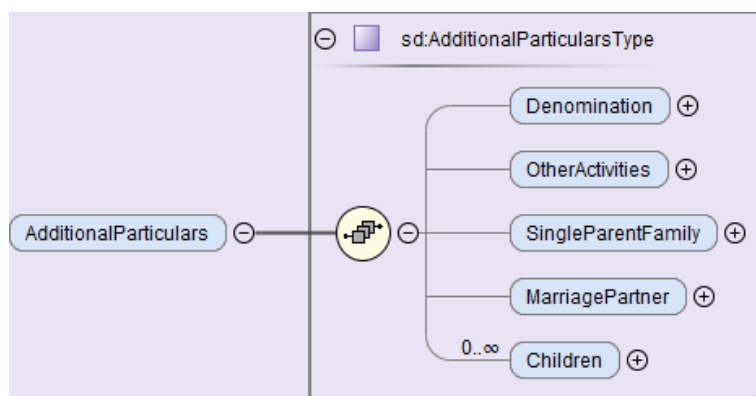 sd:AdditionalParticularsType
Denomination
OtherActivities
AdditionalParticulars
SingleParentFamily
MarriagePartner
0..∞
Children